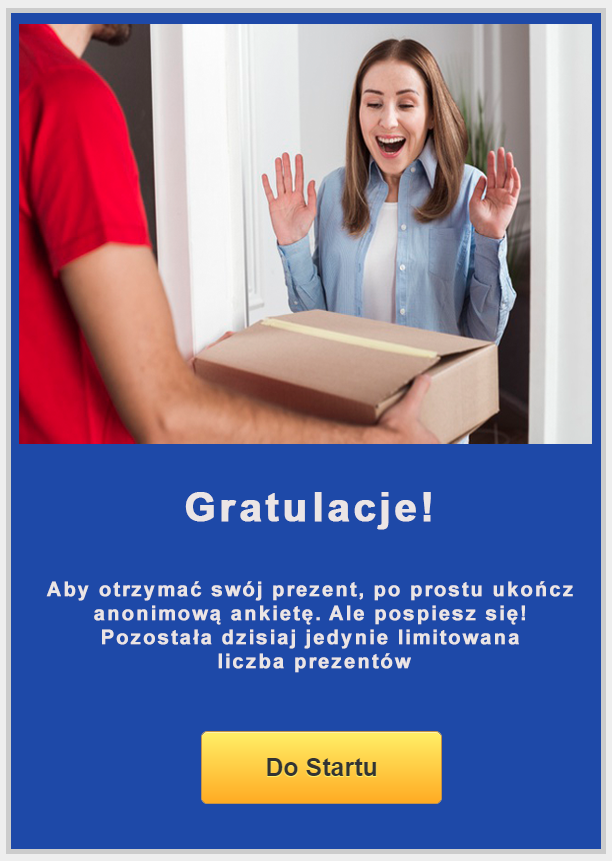 Gratulacje!
Aby otrzymać swój prezent, po prostu ukończ
anonimową ankietę. Ale pospiesz się!
Pozostała dzisiaj jedynie limitowana
liczba prezentów
Do Startu